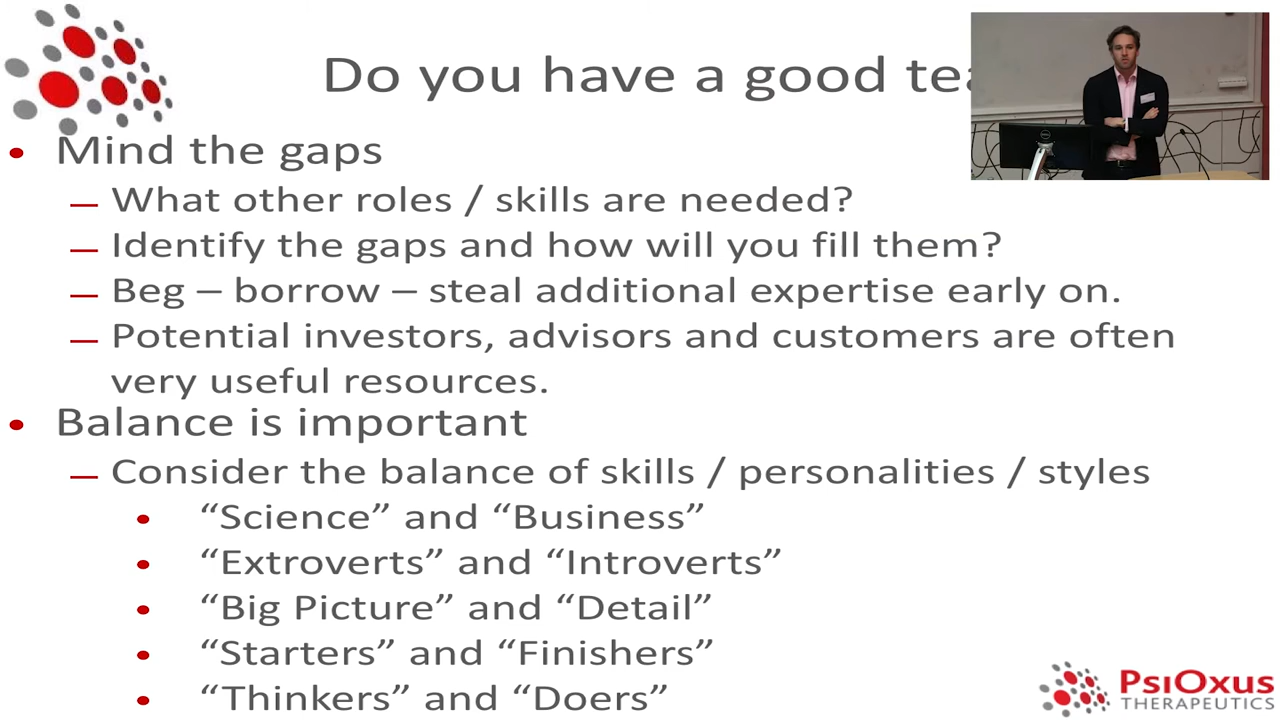 Do you have a good
Mind the gaps
— What other roles / skills are needed?
— Identify the gaps and how will you fill them?
— Beg – borrow – steal additional expertise early on.
— Potential investors, advisors and customers are often
very useful resources.
Balance is important
— Consider the balance of skills / personalities / styles
“Science” and “Business”
“Extroverts” and “Introverts”
“Big Picture” and “Detail”
“Starters” and “Finishers”
“Thinkers” and “Doers”
PsiOxus
THERAPEUTICS